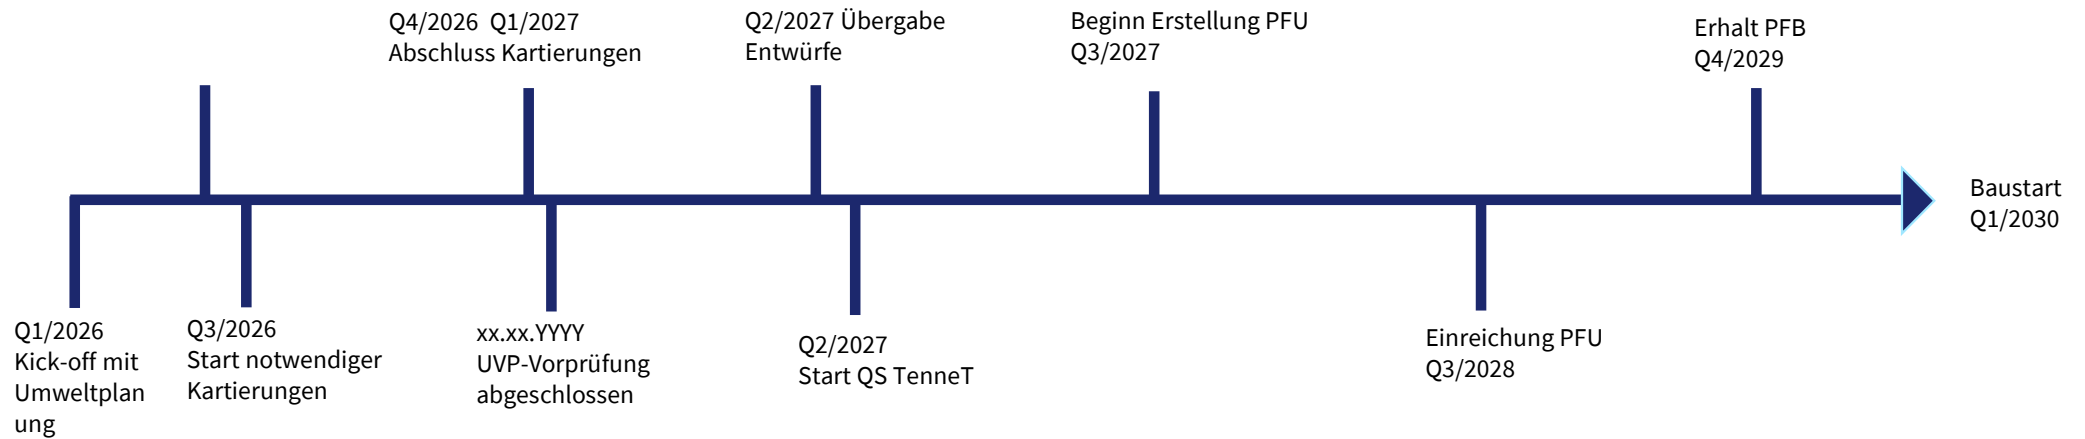 Q4/2026  Q1/2027
Abschluss Kartierungen
Q2/2027 Übergabe
Entwürfe
Beginn Erstellung PFU
Q3/2027
Erhalt PFB
Q4/2029
Baustart
Q1/2030
Q1/2026
Kick-off mit
Umweltplan
ung
Q3/2026
Start notwendiger
Kartierungen
xx.xx.YYYY
UVP-Vorprüfung
abgeschlossen
Q2/2027
Start QS TenneT
Einreichung PFU
Q3/2028